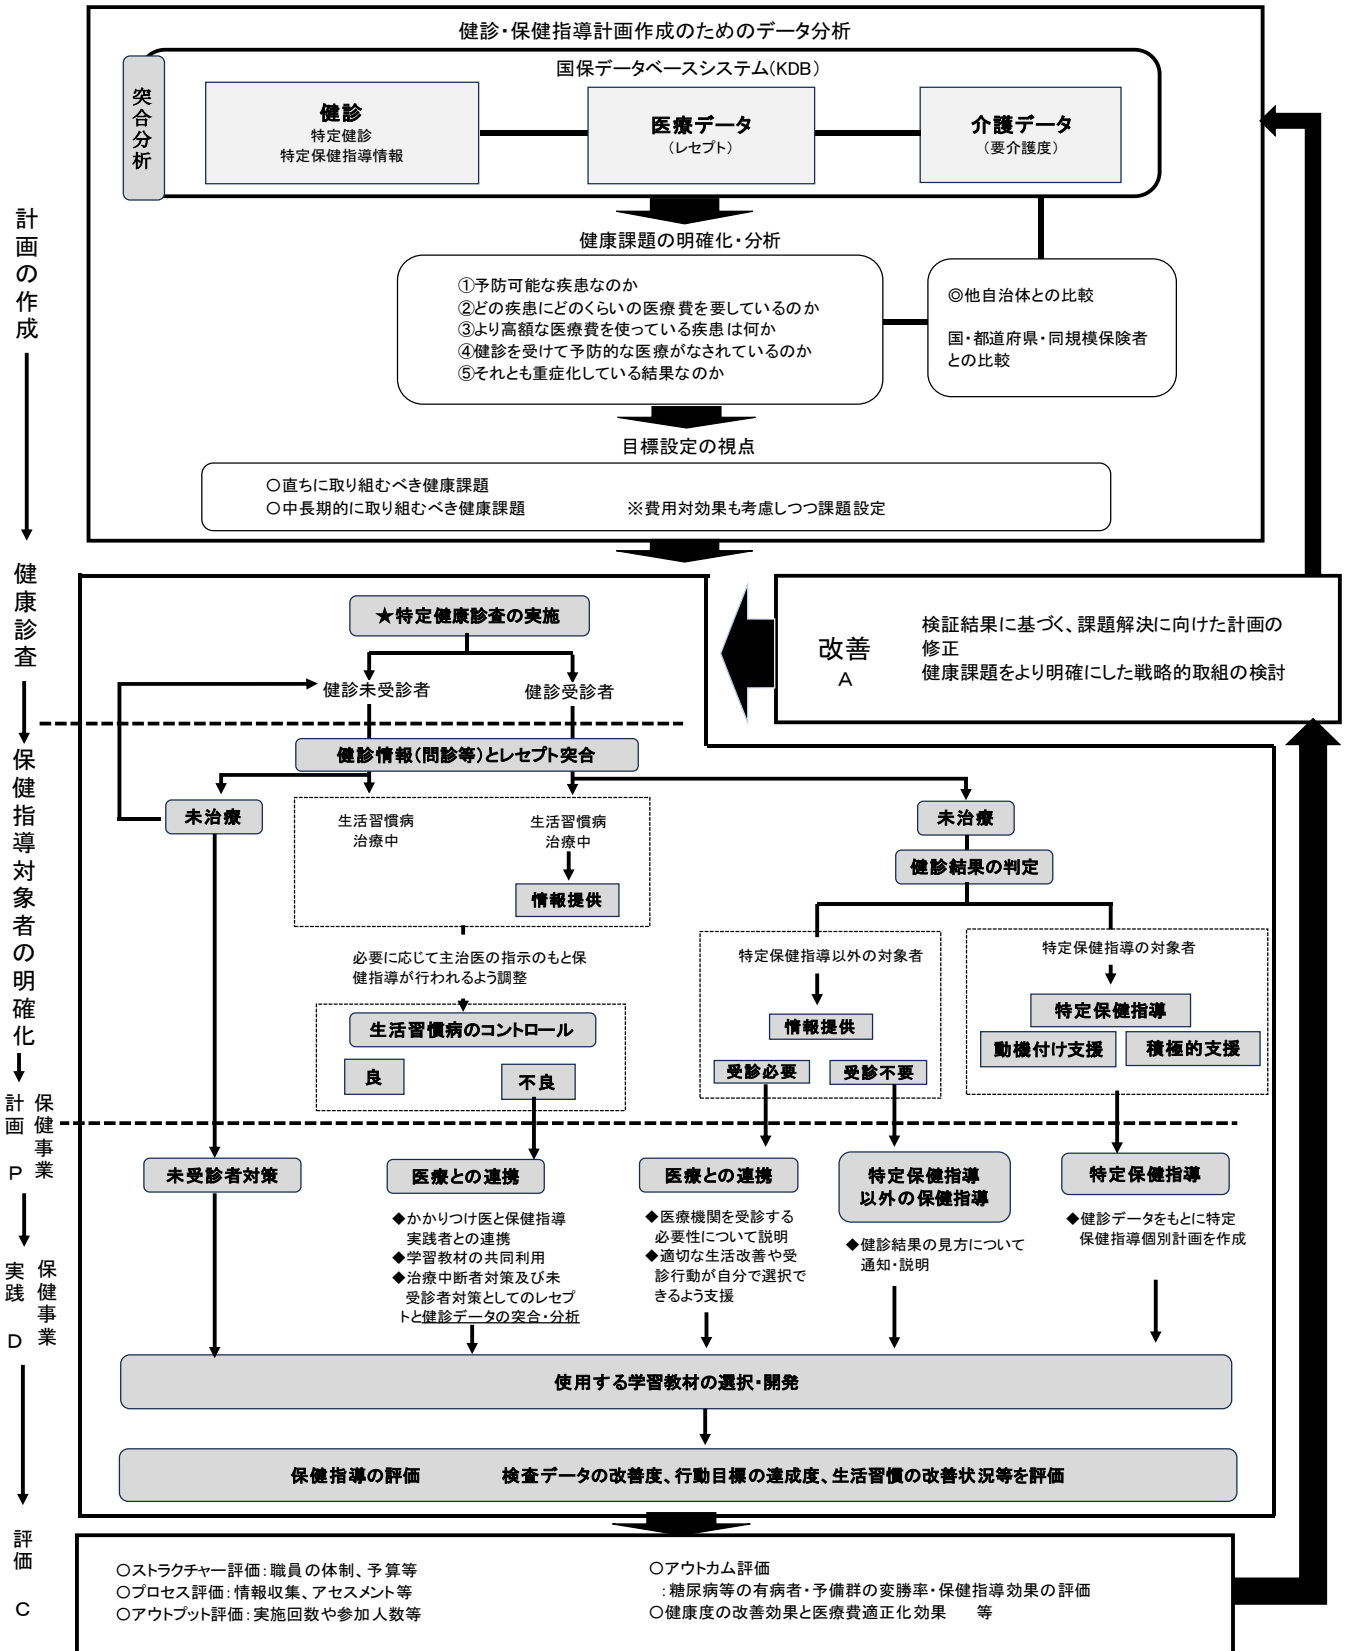 健診・保健指導計画作成のためのデータ分析
国保データベースシステム(KDB)
突合分析
健診
特定健診
特定保健指導情報
医療データ
(レセプト)
介護データ
(要介護度)
計画の作成
健康課題の明確化・分析
①予防可能な疾患なのか
②どの疾患にどのくらいの医療費を要しているのか
③より高額な医療費を使っている疾患は何か
④健診を受けて予防的な医療がなされているのか
⑤それとも重症化している結果なのか
◎他自治体との比較
国・都道府県・同規模保険者
との比較
目標設定の視点
○直ちに取り組むべき健康課題
○中長期的に取り組むべき健康課題
※費用対効果も考慮しつつ課題設定
健康診査
★特定健康診査の実施
健診未受診者
健診受診者
改善
A
検証結果に基づく、課題解決に向けた計画の
修正
健康課題をより明確にした戦略的取組の検討
保健指導対象者の明確化
健診情報(問診等)とレセプト突合
未治療
生活習慣病
治療中
生活習慣病
治療中
情報提供
未治療
健診結果の判定
必要に応じて主治医の指示のもと保
健指導が行われるよう調整
生活習慣病のコントロール
良
不良
特定保健指導以外の対象者
情報提供
受診必要
受診不要
特定保健指導の対象者
特定保健指導
動機付け支援
積極的支援
保健事業
計画 P
未受診者対策
医療との連携
医療との連携
特定保健指導
以外の保健指導
特定保健指導
◆かかりつけ医と保健指導
実践者との連携
◆学習教材の共同利用
◆治療中断者対策及び未
受診者対策としてのレセプ
トと健診データの突合・分析
◆医療機関を受診する
必要性について説明
◆適切な生活改善や受
診行動が自分で選択で
きるよう支援
◆健診結果の見方について
通知・説明
◆健診データをもとに特定
保健指導個別計画を作成
保健事業
実践 D
使用する学習教材の選択・開発
保健指導の評価
検査データの改善度、行動目標の達成度、生活習慣の改善状況等を評価
評価 C
○ストラクチャー評価:職員の体制、予算等
○プロセス評価:情報収集、アセスメント等
○アウトプット評価:実施回数や参加人数等
○アウトカム評価
:糖尿病等の有病者・予備群の変勝率・保健指導効果の評価
○健康度の改善効果と医療費適正化効果 等